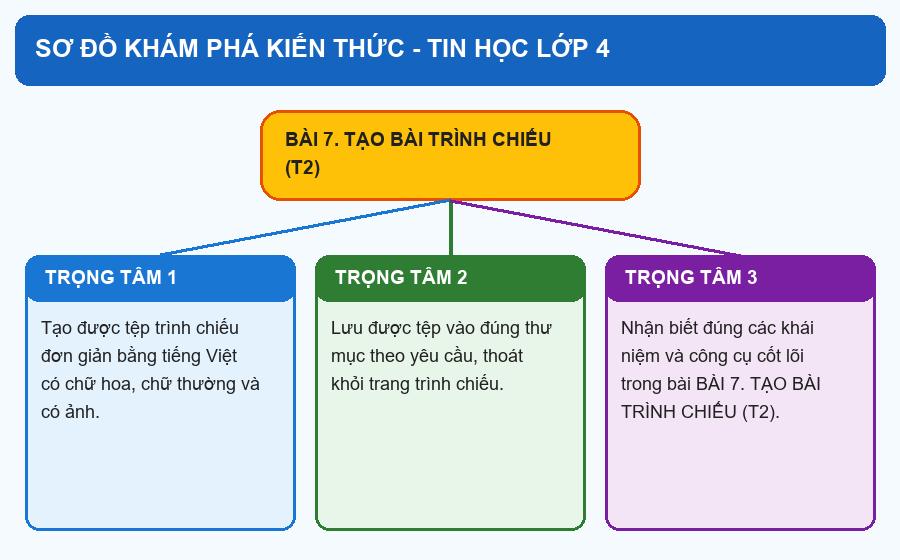 SƠ ĐỒ KHÁM PHÁ KIẾN THỨC - TIN HỌC LỚP 4
BÀI 7. TẠO BÀI TRÌNH CHIẾU
(T2)
TRỌNG TÂM 1
Tạo được tệp trình chiếu
đơn giản bằng tiếng Việt
có chữ hoa, chữ thường và
có ảnh.
TRỌNG TÂM 2
Lưu được tệp vào đúng thư
mục theo yêu cầu, thoát
khỏi trang trình chiếu.
TRỌNG TÂM 3
Nhận biết đúng các khái
niệm và công cụ cốt lõi
trong bài BÀI 7. TẠO BÀI
TRÌNH CHIẾU (T2).